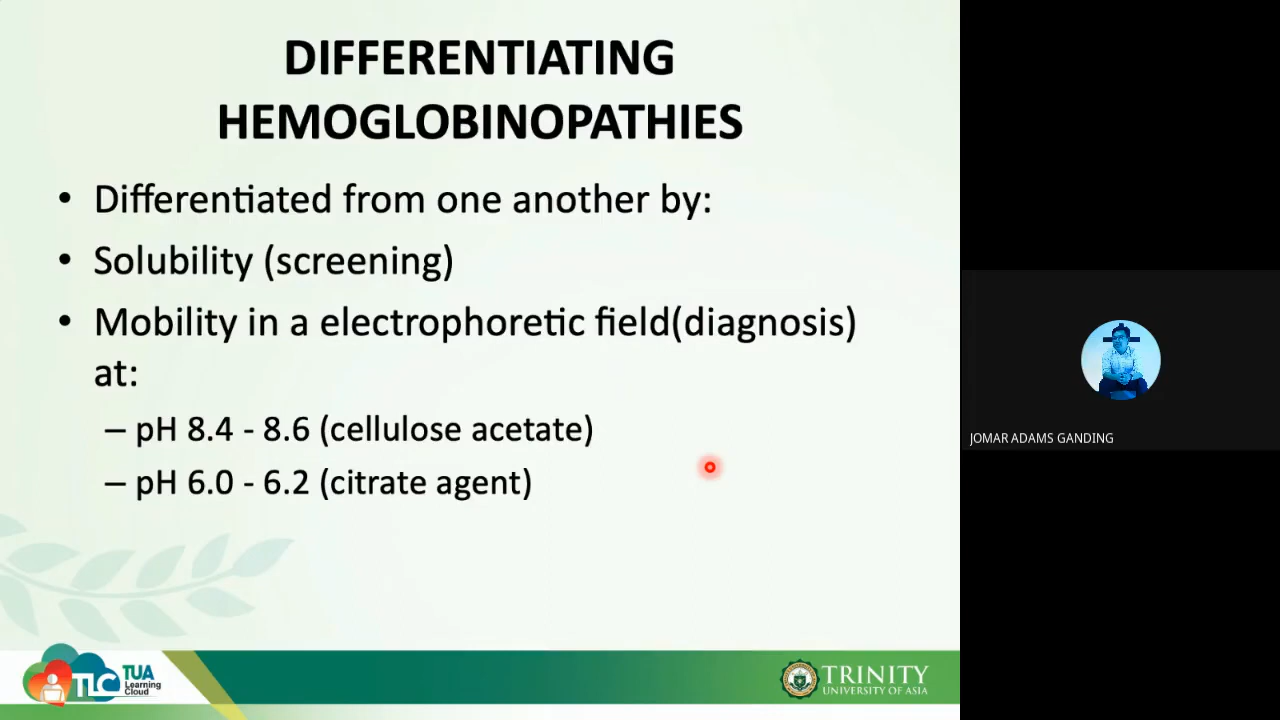 DIFFERENTIATING
HEMOGLOBINOPATHIES
• Differentiated from one another by:
• Solubility (screening)
• Mobility in a electrophoretic field(diagnosis)
at:
– pH 8.4 - 8.6 (cellulose acetate)
– pH 6.0 - 6.2 (citrate agent)
JOMAR ADAMS GANDING
TLC
TUA
Learning
Cloud
TRINITY
UNIVERSITY OF ASIA